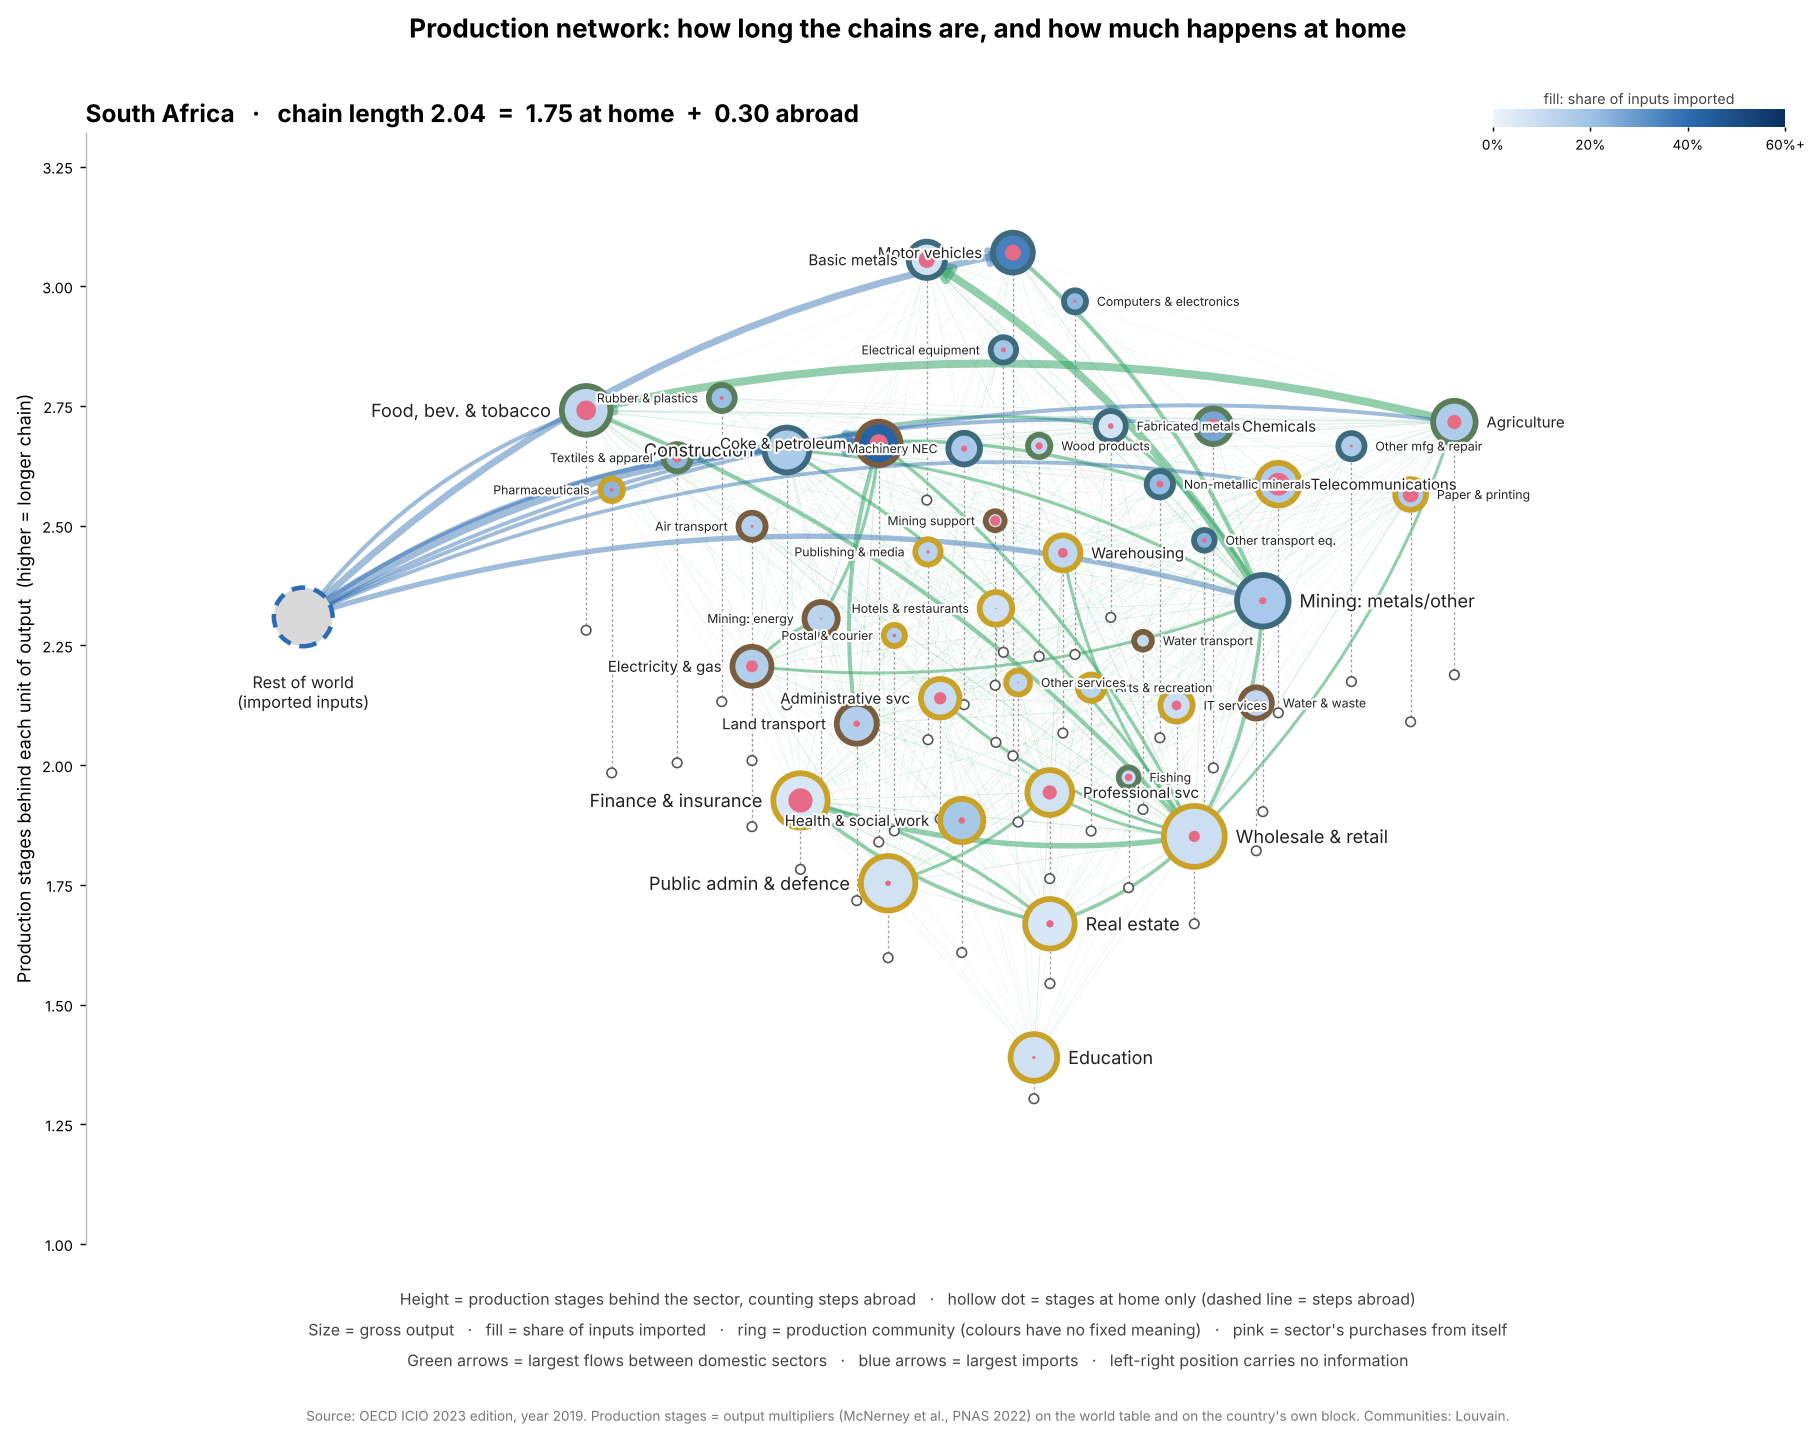 Production network: how long the chains are, and how much happens at home
South Africa · chain length 2.04 = 1.75 at home + 0.30 abroad
fill: share of inputs imported
0% 20% 40% 60%+
Production stages behind each unit of output (higher = longer chain)
3.25
3.00
2.75
2.50
2.25
2.00
1.75
1.50
1.25
1.00
Motor vehicles
Basic metals
Computers & electronics
Electrical equipment
Rubber & plastics
Food, bev. & tobacco
Agriculture
Fabricated metals
Chemicals
Coke & petroleum
Construction
Machinery NEC
Wood products
Other mfg & repair
Textiles & apparel
Non-metallic minerals
Telecommunications
Pharmaceuticals
Paper & printing
Mining support
Air transport
Other transport eq.
Publishing & media
Warehousing
Mining: metals/other
Hotels & restaurants
Mining: energy
Postal & courier
Water transport
Electricity & gas
Other services
Arts & recreation
Administrative svc
IT services
Water & waste
Land transport
Rest of world
(imported inputs)
Fishing
Professional svc
Finance & insurance
Health & social work
Wholesale & retail
Public admin & defence
Real estate
Education
Height = production stages behind the sector, counting steps abroad · hollow dot = stages at home only (dashed line = steps abroad)
Size = gross output · fill = share of inputs imported · ring = production community (colours have no fixed meaning) · pink = sector's purchases from itself
Green arrows = largest flows between domestic sectors · blue arrows = largest imports · left-right position carries no information
Source: OECD ICIO 2023 edition, year 2019. Production stages = output multipliers (McNerney et al., PNAS 2022) on the world table and on the country's own block. Communities: Louvain.